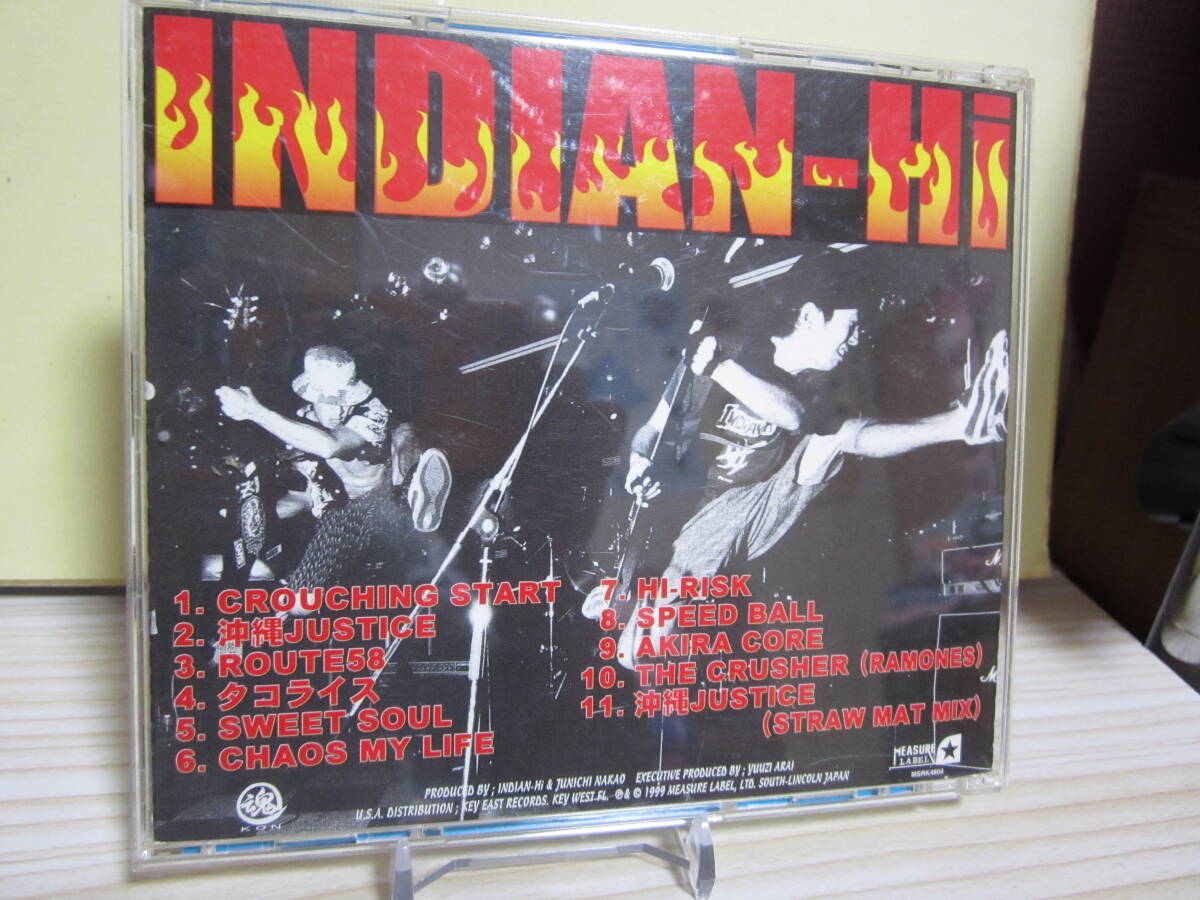 INDIAN-Hi
INDIAN
1. CROUCHING START
2. 沖縄JUSTICE
3. ROUTE58
4. タコライス
5. SWEET SOUL
6. CHAOS MY LIFE
7. HI-RISK
8. SPEED BALL
9. AKIRA CORE
10. THE CRUSHER (RAMONES)
11. 沖縄JUSTICE
(STRAW MAT MIX)
MEASURE
LABEL
MSRK4904
PRODUCED BY ; INDIAN-Hi & JUNICHI NAKAO EXECUTIVE PRODUCED BY ; YUUZI ARAI
U.S.A. DISTRIBUTION ; KEY EAST RECORDS. KEY WEST FL. ℗ & © 1999 MEASURE LABEL, LTD. SOUTH-LINCOLN JAPAN
魂
KON